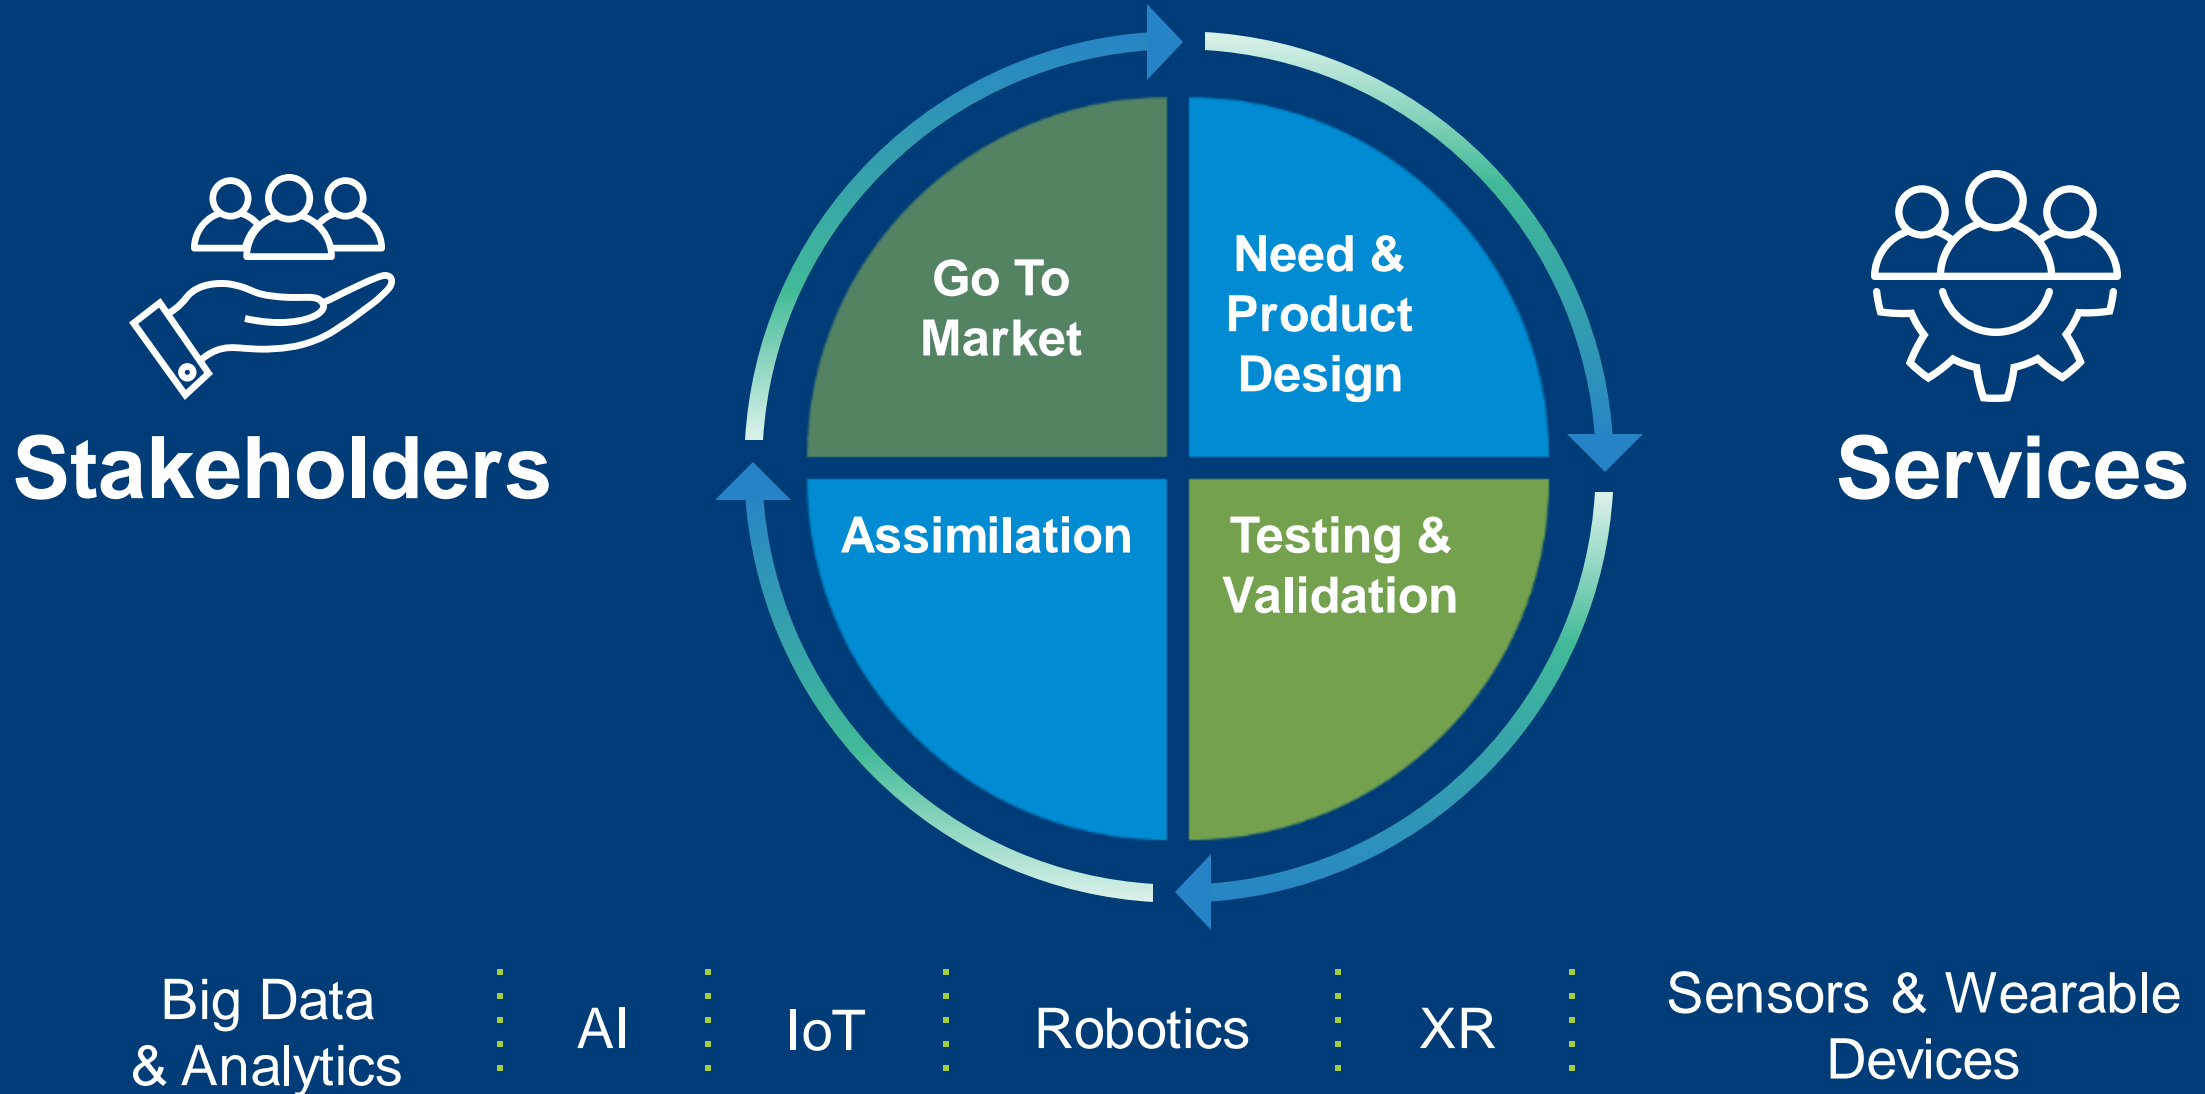 Stakeholders
Go To
Market
Need &
Product
Design
Assimilation
Testing &
Validation
Services
Big Data
& Analytics
AI
IoT
Robotics
XR
Sensors & Wearable
Devices